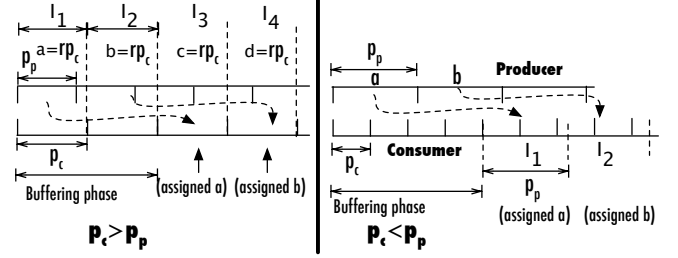 I1 I2 I3 I4
a=rpc b=rpc c=rpc d=rpc
pp
pc
Buffering phase
(assigned a) (assigned b)
pc>pp
pp
a b Producer
Consumer
pc
I1 I2
pp
Buffering phase
(assigned a) (assigned b)
pc<pp